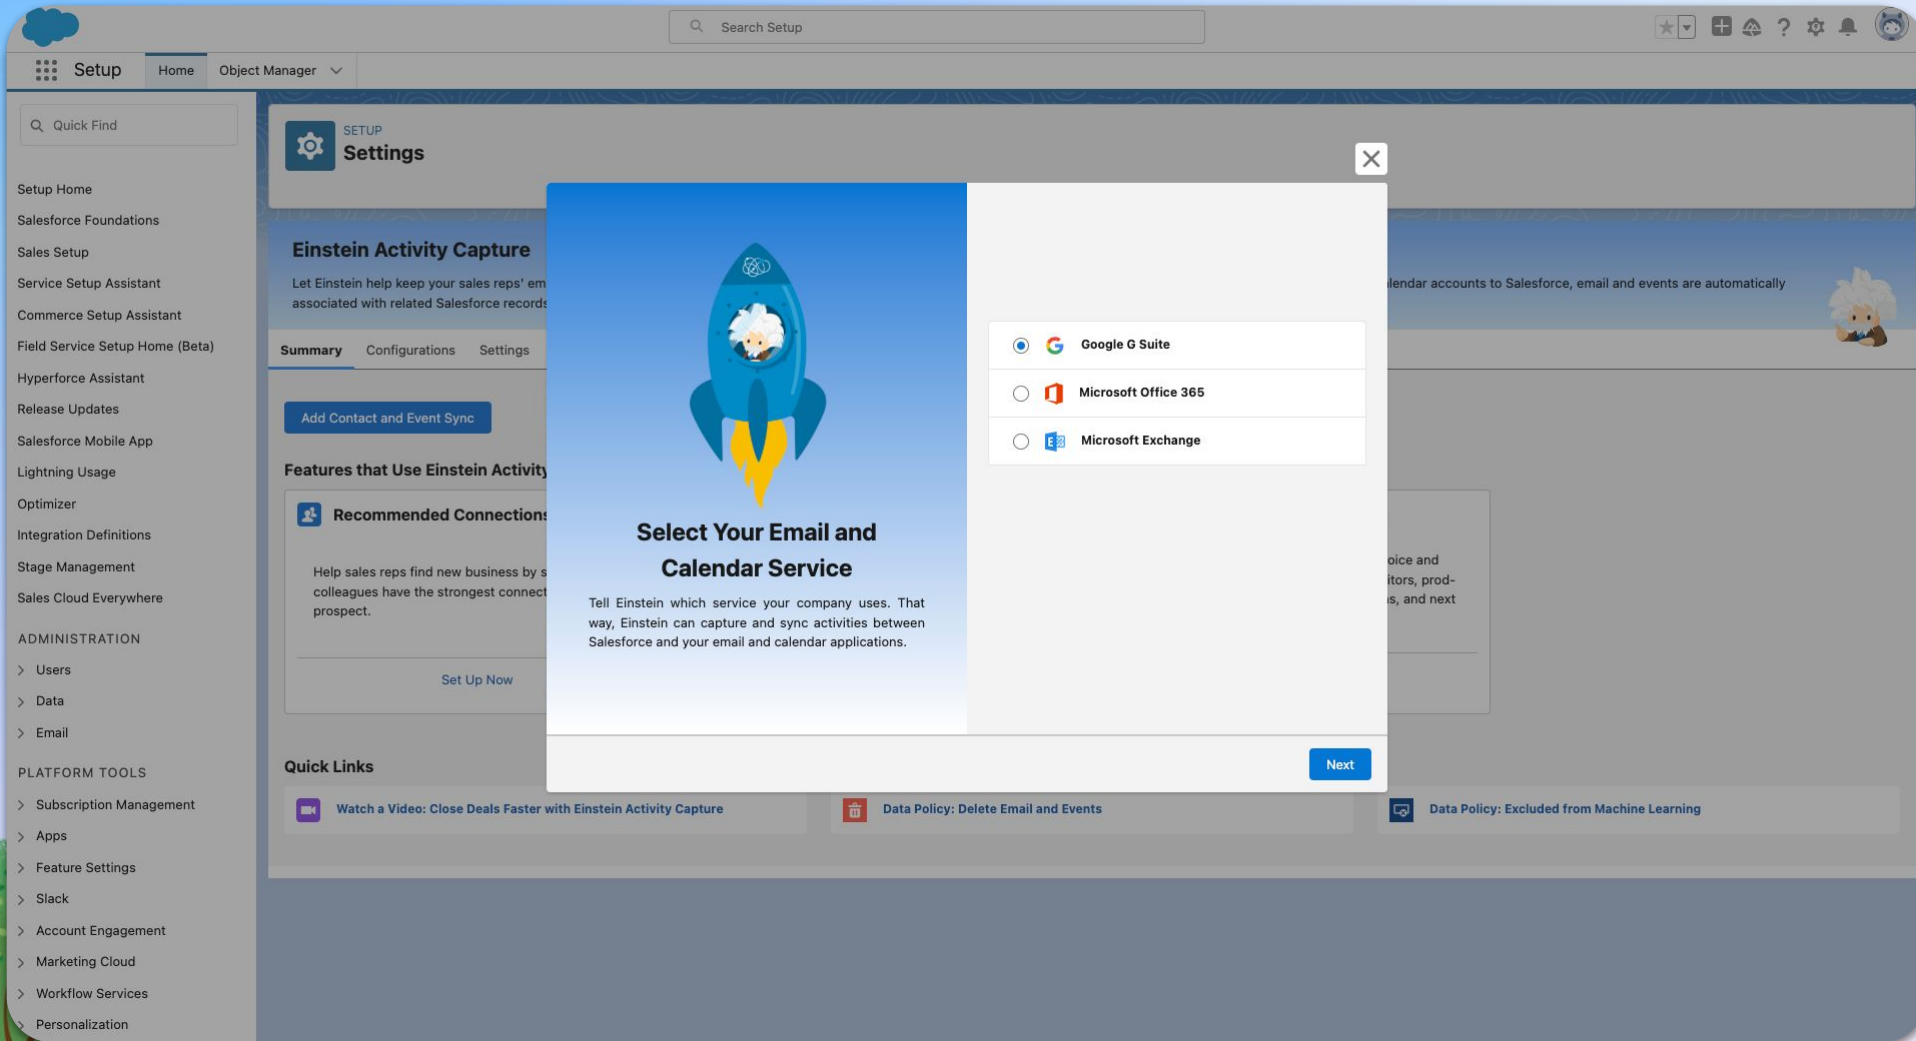 Search Setup
Setup
Home
Object Manager
Quick Find
Setup Home
Salesforce Foundations
Sales Setup
Service Setup Assistant
Commerce Setup Assistant
Field Service Setup Home (Beta)
Hyperforce Assistant
Release Updates
Salesforce Mobile App
Lightning Usage
Optimizer
Integration Definitions
Stage Management
Sales Cloud Everywhere
ADMINISTRATION
Users
Data
Email
PLATFORM TOOLS
Subscription Management
Apps
Feature Settings
Slack
Account Engagement
Marketing Cloud
Workflow Services
Personalization
SETUP
Settings
Einstein Activity Capture
Let Einstein help keep your sales reps' em
lendar accounts to Salesforce, email and events are automatically
associated with related Salesforce records
Summary
Configurations
Settings
Add Contact and Event Sync
Features that Use Einstein Activity
Recommended Connections
Help sales reps find new business by s
colleagues have the strongest connect
prospect.
Set Up Now
oice and
itors, prod-
s, and next
Select Your Email and
Calendar Service
Tell Einstein which service your company uses. That
way, Einstein can capture and sync activities between
Salesforce and your email and calendar applications.
Google G Suite
Microsoft Office 365
Microsoft Exchange
Next
Quick Links
Watch a Video: Close Deals Faster with Einstein Activity Capture
Data Policy: Delete Email and Events
Data Policy: Excluded from Machine Learning